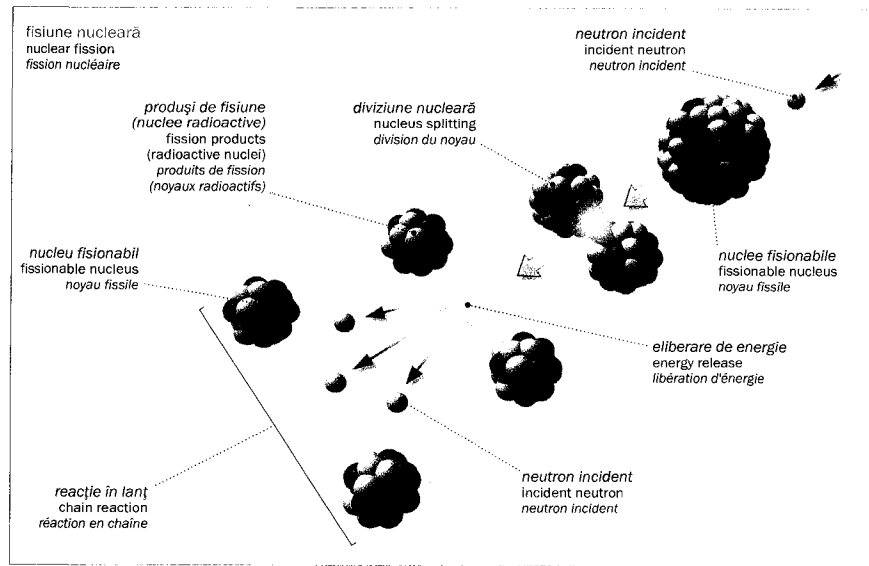 fisiune nucleară
nuclear fission
fission nucléaire
neutron incident
incident neutron
neutron incident
produşi de fisiune
(nuclee radioactive)
fission products
(radioactive nuclei)
produits de fission
(noyaux radioactifs)
diviziune nucleară
nucleus splitting
division du noyau
nucleu fisionabil
fissionable nucleus
noyau fissile
nuclee fisionabile
fissionable nucleus
noyau fissile
eliberare de energie
energy release
libération d'énergie
reacţie în lanţ
chain reaction
réaction en chaîne
neutron incident
incident neutron
neutron incident